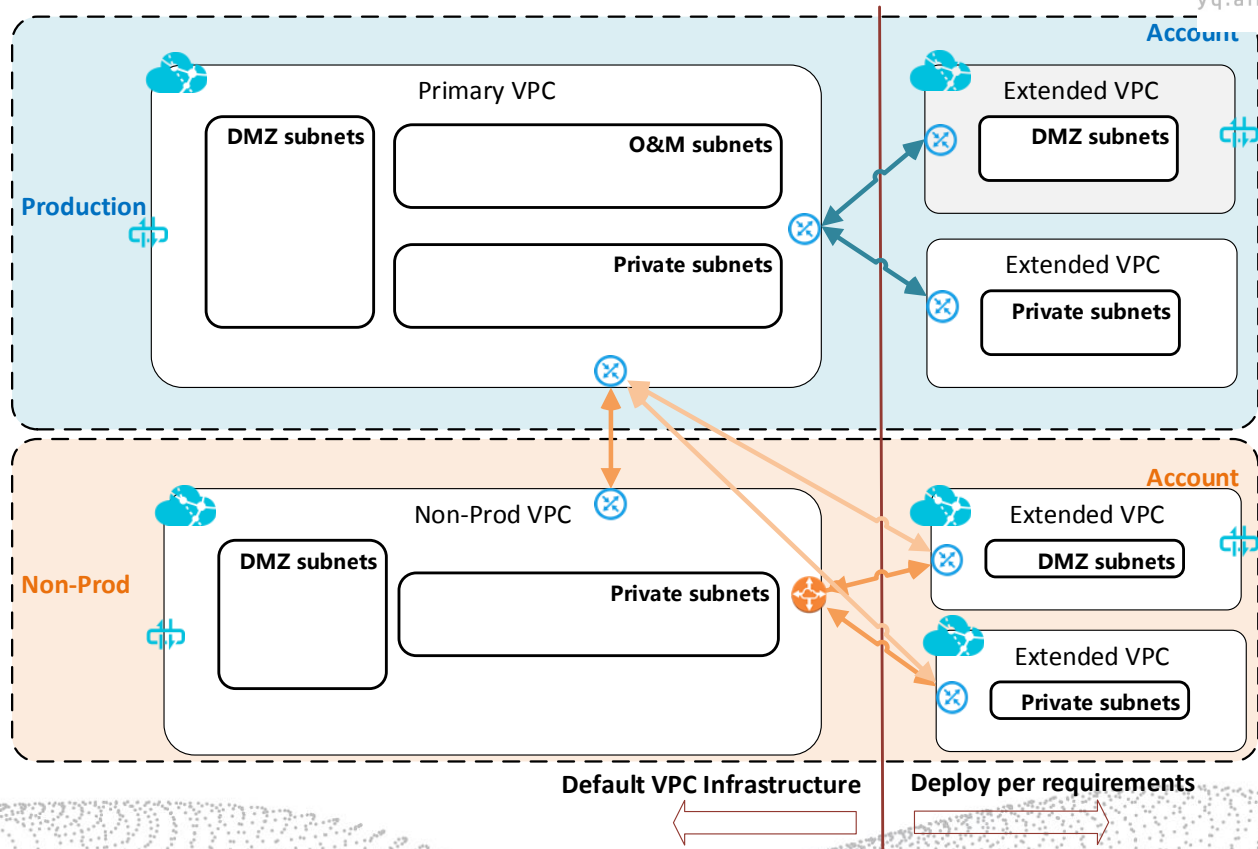 Account
Primary VPC
Extended VPC
DMZ subnets
O&M subnets
DMZ subnets
Production
Private subnets
Extended VPC
Private subnets
Account
Non-Prod VPC
Extended VPC
DMZ subnets
DMZ subnets
Non-Prod
Private subnets
Extended VPC
Private subnets
Default VPC Infrastructure
Deploy per requirements